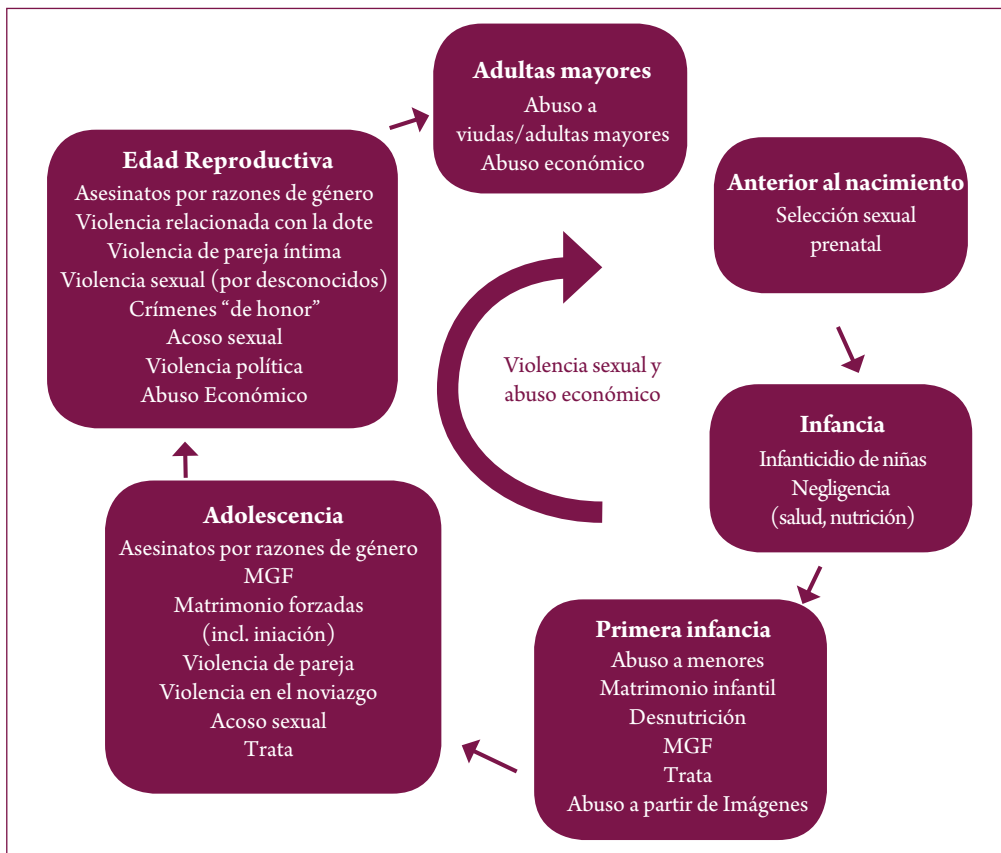 Adultas mayores
Abuso a
viudas/adultas mayores
Abuso económico
Anterior al nacimiento
Selección sexual
prenatal
Infancia
Infanticidio de niñas
Negligencia
(salud, nutrición)
Primera infancia
Abuso a menores
Matrimonio infantil
Desnutrición
MGF
Trata
Abuso a partir de Imágenes
Adolescencia
Asesinatos por razones de género
MGF
Matrimonio forzadas
(incl. iniación)
Violencia de pareja
Violencia en el noviazgo
Acoso sexual
Trata
Edad Reproductiva
Asesinatos por razones de género
Violencia relacionada con la dote
Violencia de pareja íntima
Violencia sexual (por desconocidos)
Crímenes “de honor”
Acoso sexual
Violencia política
Abuso Económico
Violencia sexual y
abuso económico